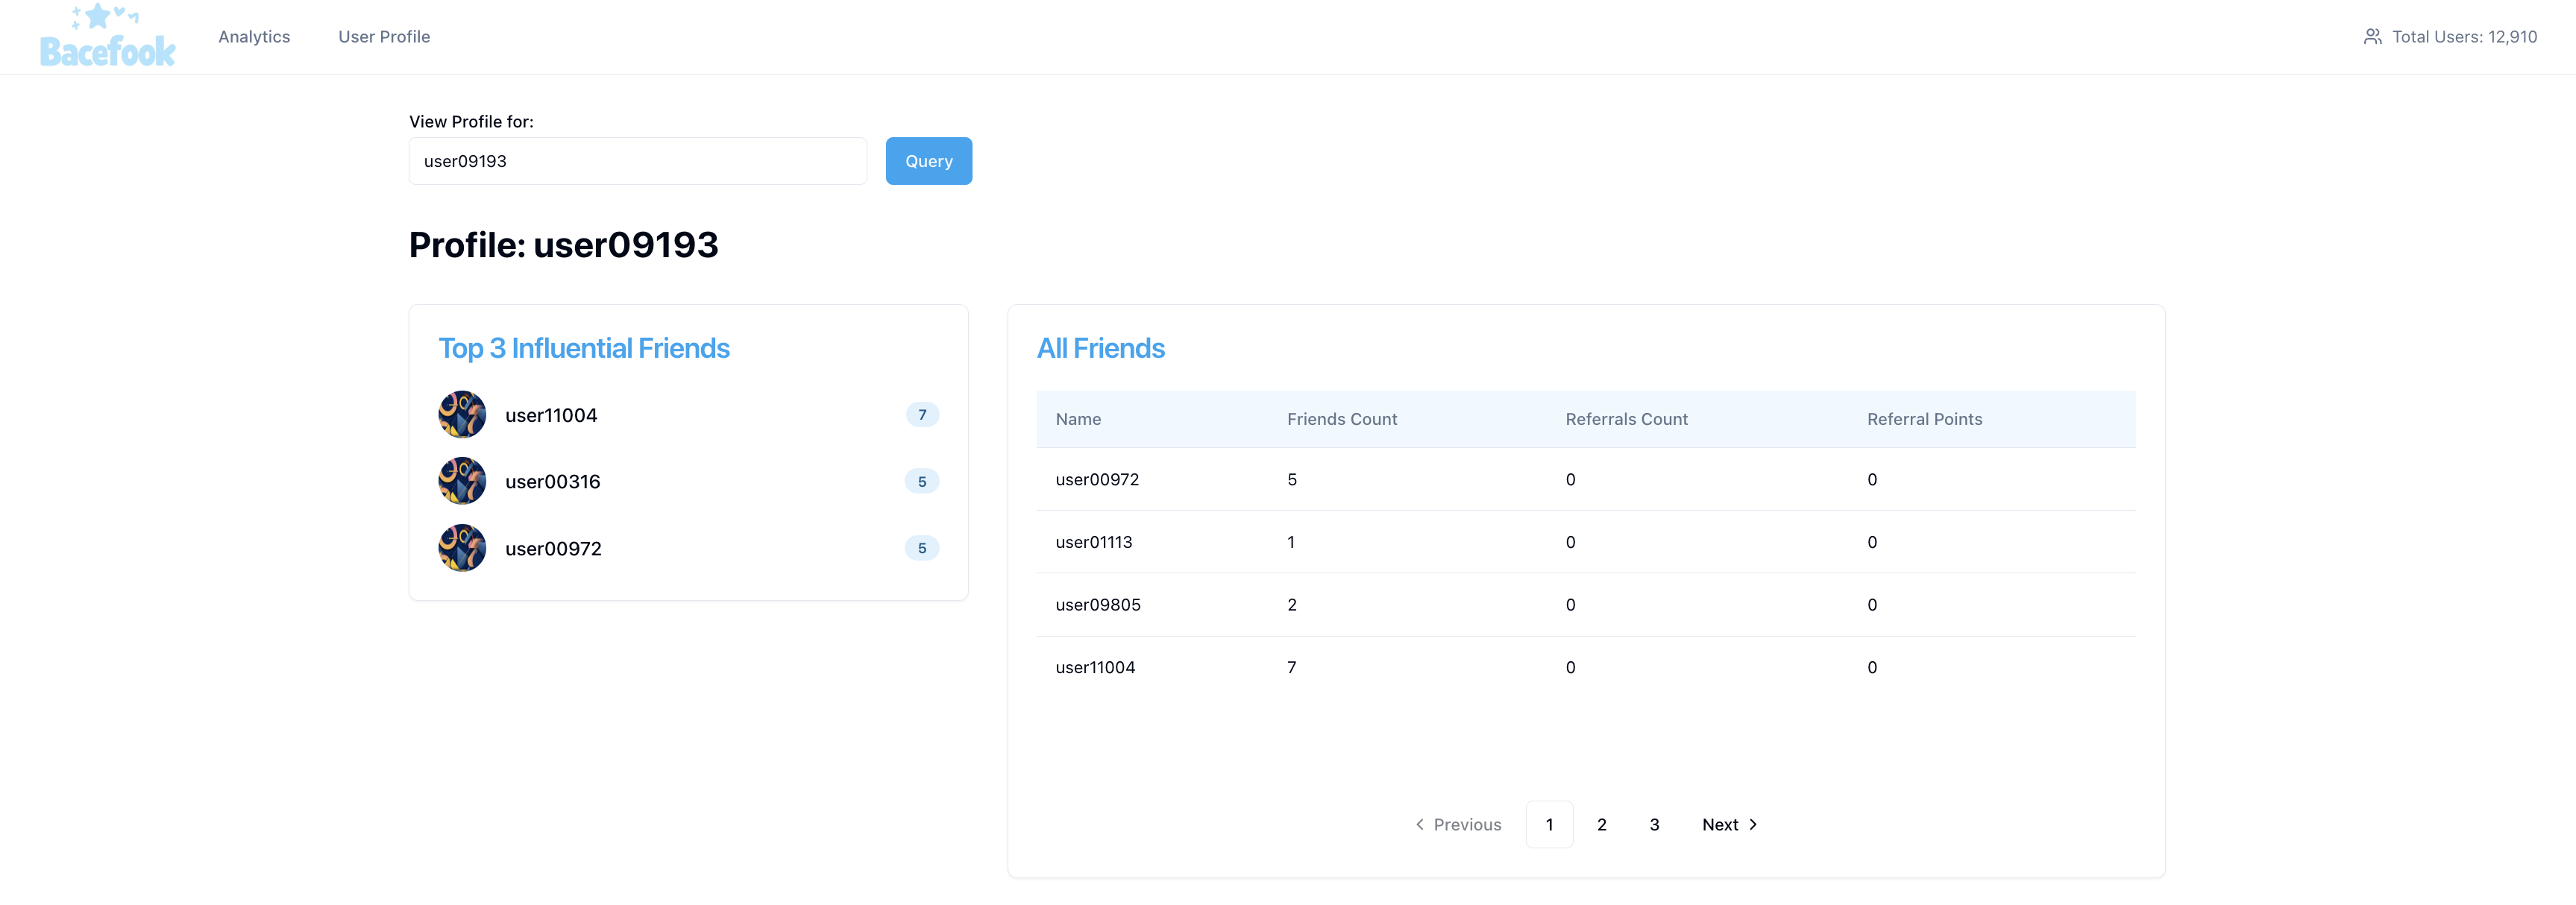 Bacefook
Analytics
User Profile
Total Users: 12,910
View Profile for:
user09193
Query
Profile: user09193
Top 3 Influential Friends
user11004 7
user00316 5
user00972 5
All Friends
Name Friends Count Referrals Count Referral Points
user00972 5 0 0
user01113 1 0 0
user09805 2 0 0
user11004 7 0 0
Previous 1 2 3 Next